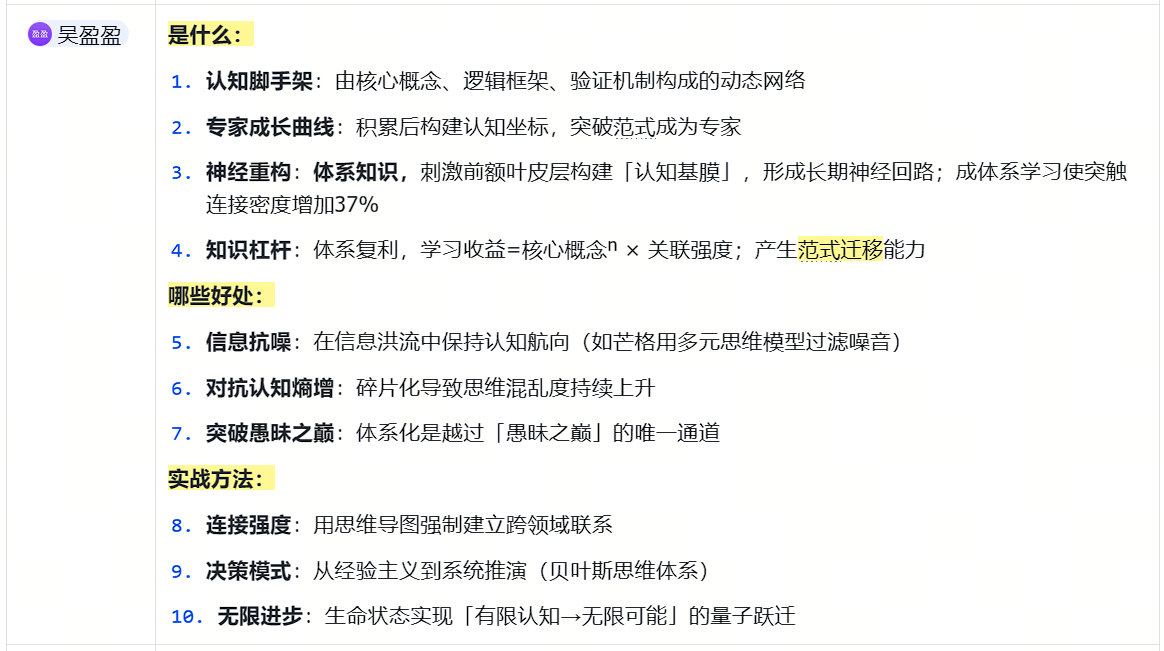 盈盈 吴盈盈
是什么：
1. 认知脚手架：由核心概念、逻辑框架、验证机制构成的动态网络
2. 专家成长曲线：积累后构建认知坐标，突破范式成为专家
3. 神经重构：体系知识，刺激前额叶皮层构建「认知基膜」，形成长期神经回路；成体系学习使突触
连接密度增加37%
4. 知识杠杆：体系复利，学习收益=核心概念ⁿ × 关联强度；产生范式迁移能力
哪些好处：
5. 信息抗噪：在信息洪流中保持认知航向（如芒格用多元思维模型过滤噪音）
6. 对抗认知熵增：碎片化导致思维混乱度持续上升
7. 突破愚昧之巅：体系化是越过「愚昧之巅」的唯一通道
实战方法：
8. 连接强度：用思维导图强制建立跨领域联系
9. 决策模式：从经验主义到系统推演（贝叶斯思维体系）
10. 无限进步：生命状态实现「有限认知→无限可能」的量子跃迁